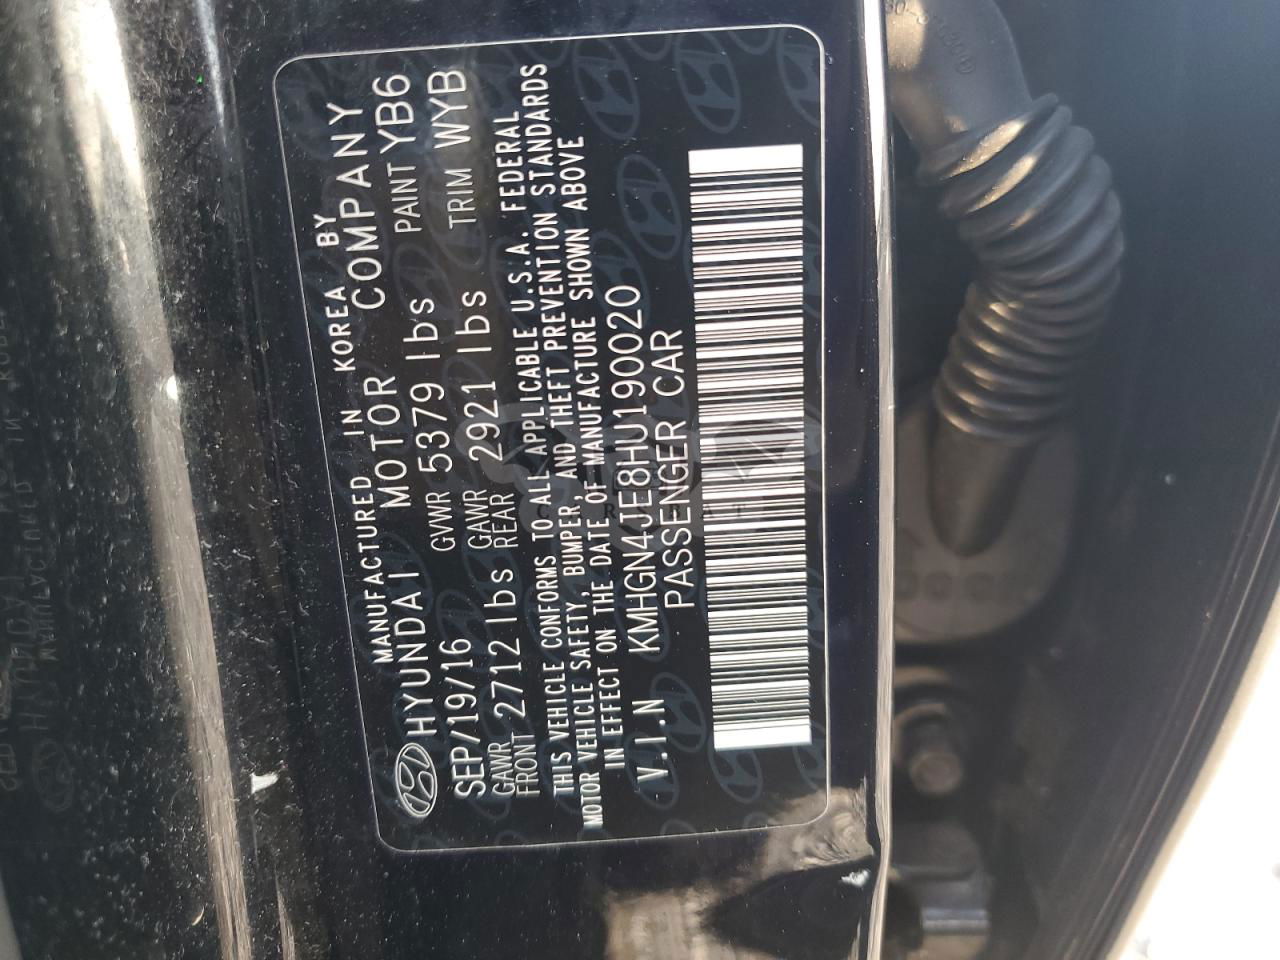 MANUFACTURED IN KOREA BY
HYUNDAI MOTOR COMPANY
SEP/19/16 GVWR 5379 lbs PAINT YB6
GAWR FRONT 2712 lbs GAWR REAR 2921 lbs TRIM WYB
THIS VEHICLE CONFORMS TO ALL APPLICABLE U.S.A. FEDERAL
MOTOR VEHICLE SAFETY, BUMPER, AND THEFT PREVENTION STANDARDS
IN EFFECT ON THE DATE OF MANUFACTURE SHOWN ABOVE
V.I.N KMHGN4JE8HU190020
PASSENGER CAR